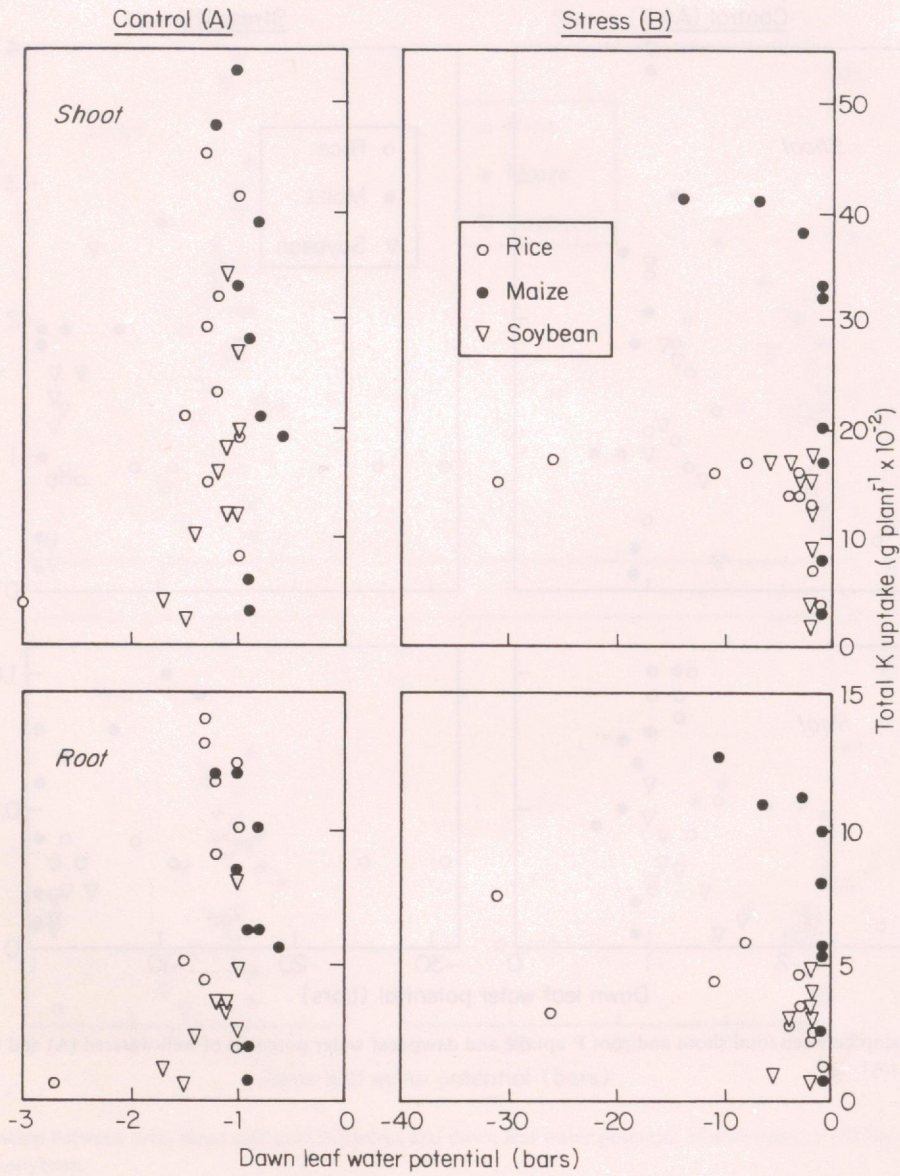 Control (A)
Stress (B)
Shoot
50
40
30
20
10
0
Rice
Maize
Soybean
Total K uptake (g plant⁻¹ x 10⁻²)
Root
15
10
5
0
-3
-2
-1
0
-40
-30
-20
-10
0
Dawn leaf water potential (bars)